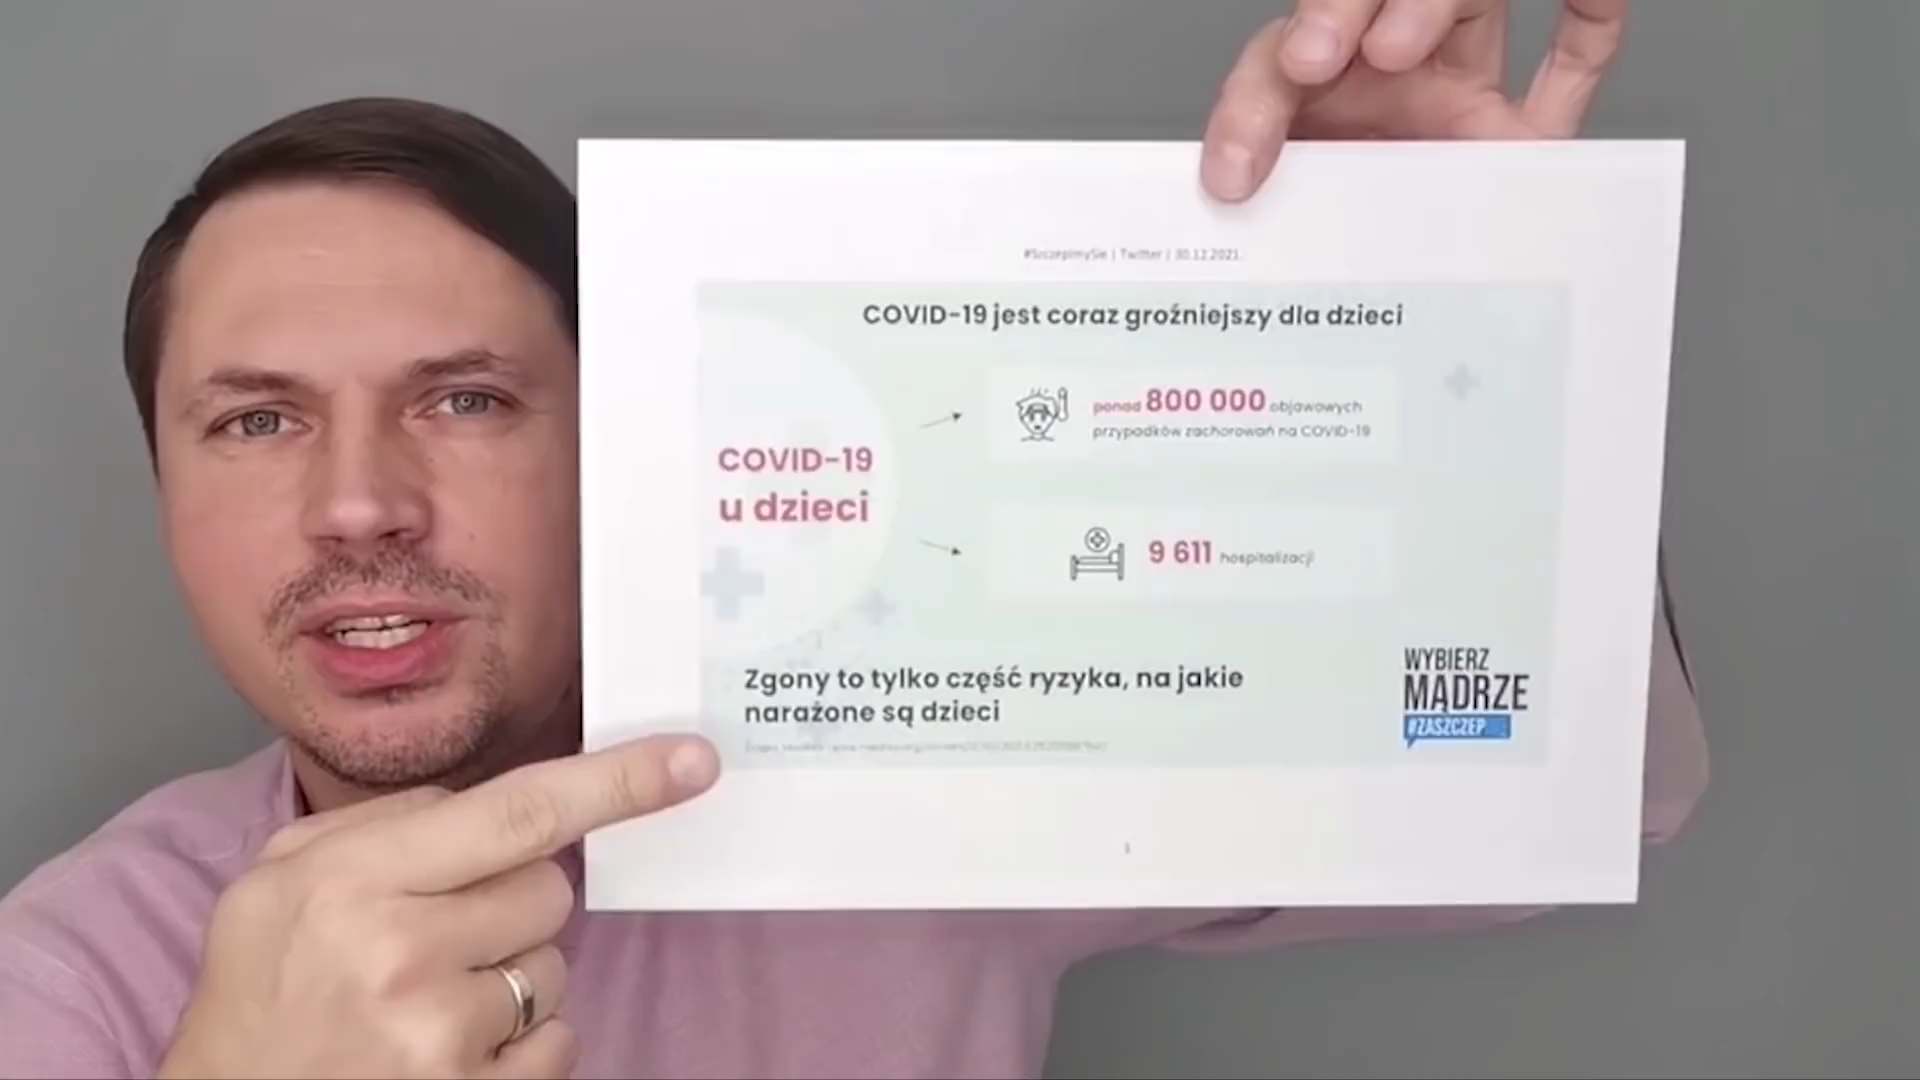 #SzczepimySie | Twitter | 30.12.2021
COVID-19 jest coraz groźniejszy dla dzieci
COVID-19
u dzieci
ponad 800 000 objawowych
przypadków zachorowań na COVID-19
9 611 hospitalizacji
Zgony to tylko część ryzyka, na jakie
narażone są dzieci
WYBIERZ
MĄDRZE
#ZASZCZEP
1